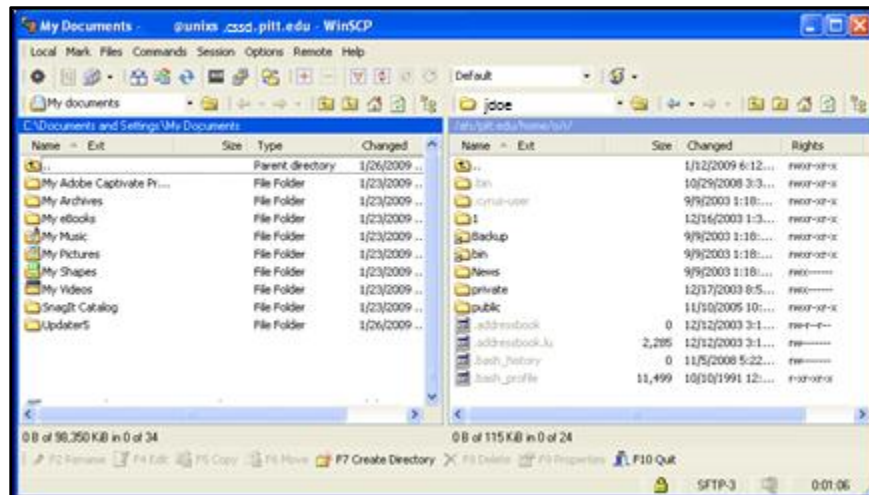 My Documents - @unixs .cssd.pitt.edu - WinSCP
Local Mark Files Commands Session Options Remote Help
Default
My documents
jdoe
C:\Documents and Settings\My Documents
/afs/pitt.edu/home/o/i/
Name Ext Size Type Changed
Name Ext Size Changed Rights
.. Parent directory 1/26/2009 ..
.. 1/12/2009 6:12... rwxr-xr-x
My Adobe Captivate Pr... File Folder 1/23/2009 ..
.bin 10/29/2008 3:3... rwxr-xr-x
My Archives File Folder 1/23/2009 ..
.cyrus-user 9/9/2003 1:18:... rwxr-xr-x
My eBooks File Folder 1/23/2009 ..
1 12/16/2003 1:3... rwxr-xr-x
My Music File Folder 1/23/2009 ..
Backup 9/9/2003 1:18:... rwxr-xr-x
My Pictures File Folder 1/23/2009 ..
bin 9/9/2003 1:18:... rwxr-xr-x
My Shapes File Folder 1/23/2009 ..
News 9/9/2003 1:18:... rwx------
My Videos File Folder 1/23/2009 ..
private 12/17/2003 8:5... rwx------
SnagIt Catalog File Folder 1/23/2009 ..
public 11/10/2005 10:... rwxr-xr-x
Updater5 File Folder 1/26/2009 ..
.addressbook 0 12/12/2003 3:1... rw-r--r--
.addressbook.lu 2,285 12/12/2003 3:1... rw-------
.bash_history 0 11/5/2008 5:22... rw-------
.bash_profile 11,499 10/10/1991 12:... r-xr-xr-x
0 B of 98,350 KiB in 0 of 34
0 B of 115 KiB in 0 of 24
F2 Rename F4 Edit F5 Copy F6 Move F7 Create Directory F8 Delete F9 Properties F10 Quit
SFTP-3 0:01:06